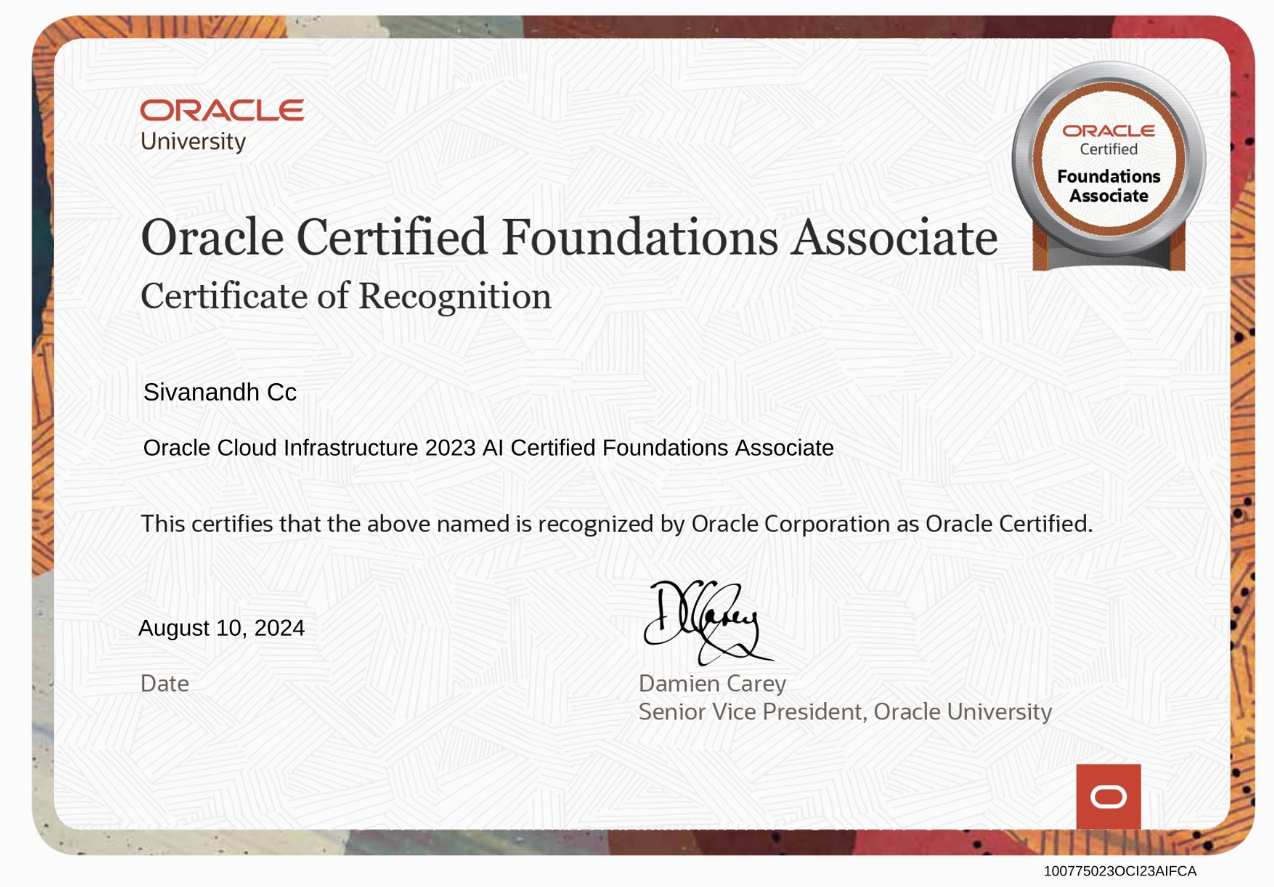 ORACLE
University
ORACLE
Certified
Foundations
Associate
Oracle Certified Foundations Associate
Certificate of Recognition
Sivanandh Cc
Oracle Cloud Infrastructure 2023 AI Certified Foundations Associate
This certifies that the above named is recognized by Oracle Corporation as Oracle Certified.
DCarey
August 10, 2024
Date
Damien Carey
Senior Vice President, Oracle University
100775023OCI23AIFCA